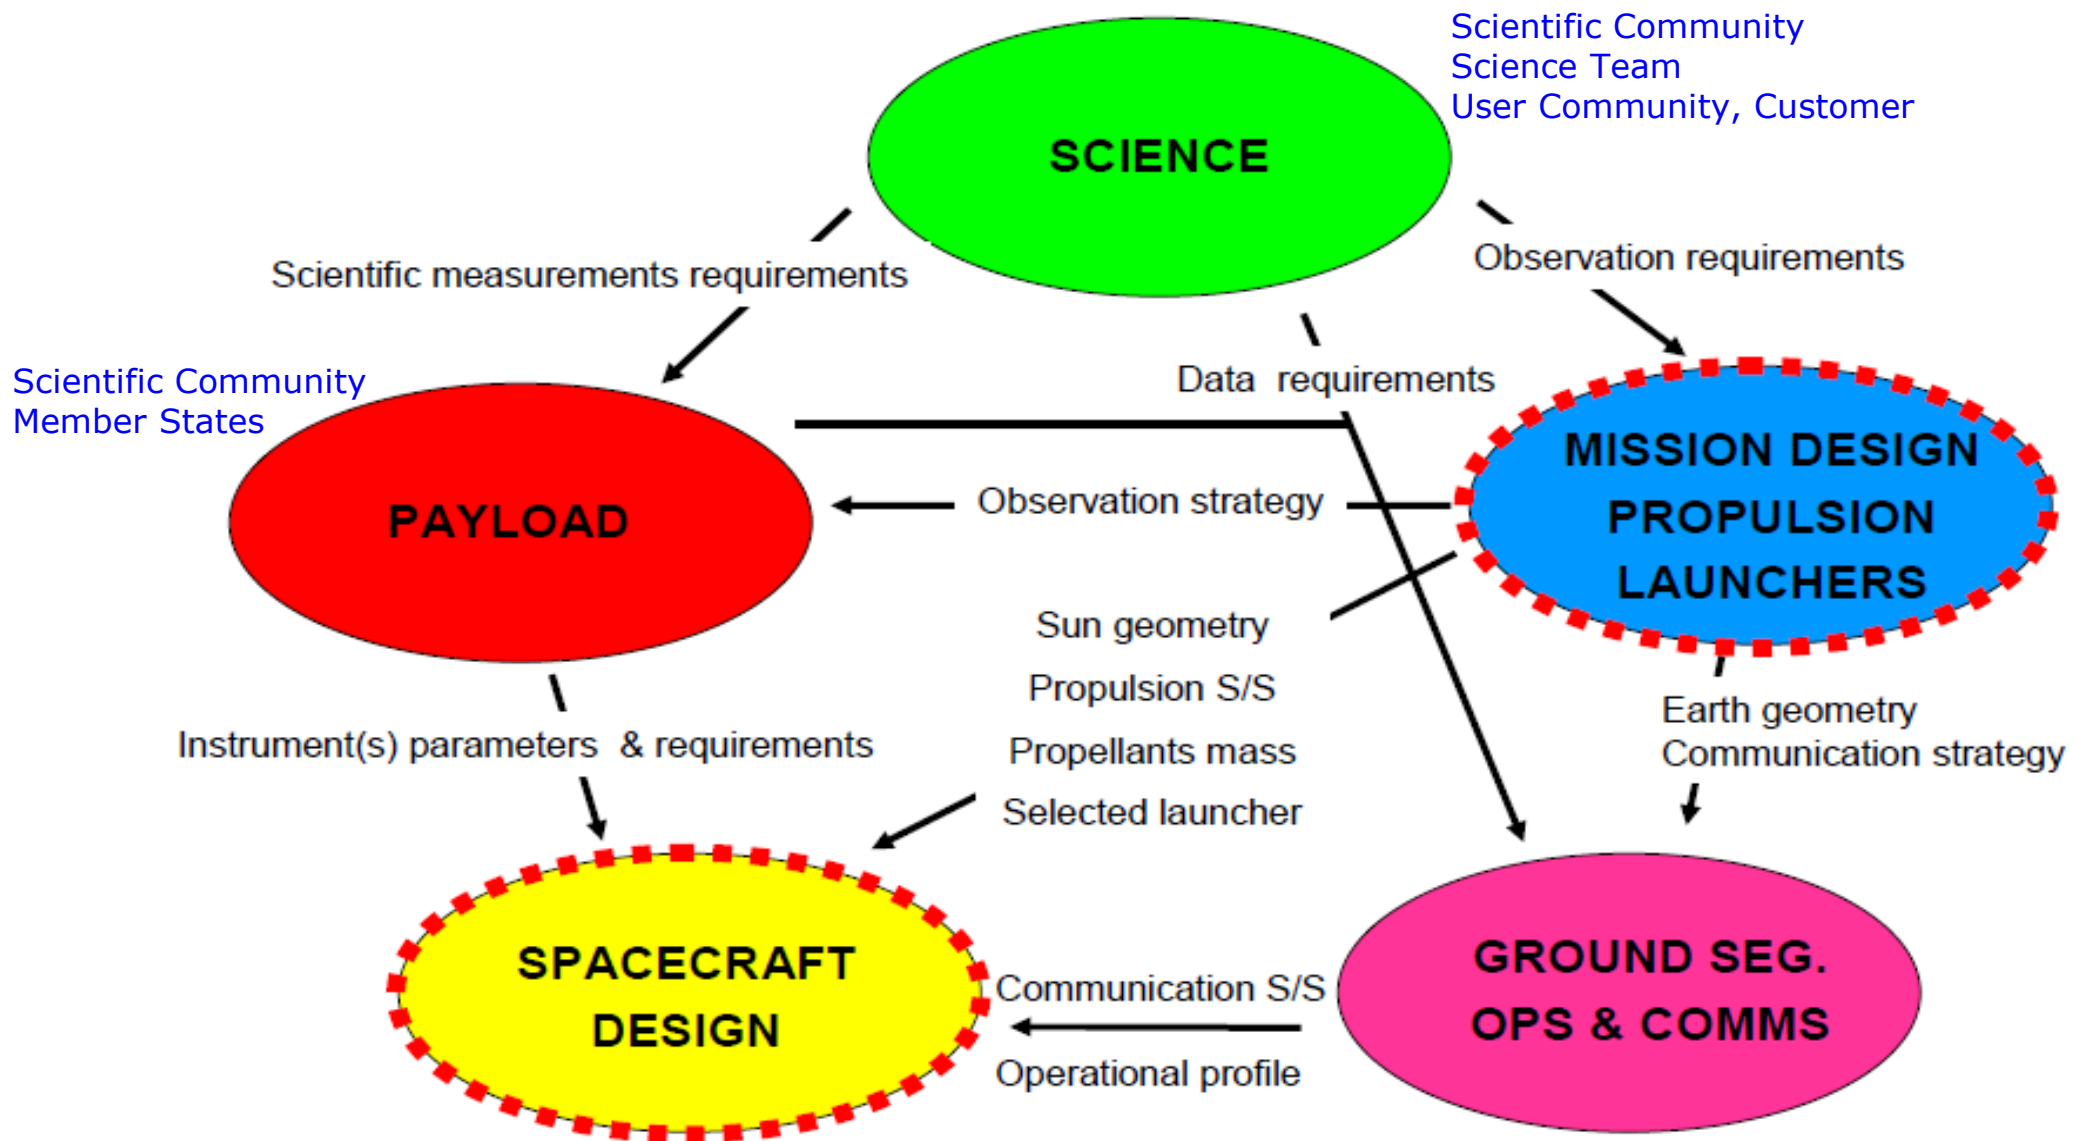 Scientific Community
Science Team
User Community, Customer
SCIENCE
Scientific measurements requirements
Observation requirements
Scientific Community
Member States
Data requirements
PAYLOAD
Observation strategy
MISSION DESIGN
PROPULSION
LAUNCHERS
Sun geometry
Propulsion S/S
Propellants mass
Selected launcher
Instrument(s) parameters & requirements
Earth geometry
Communication strategy
SPACECRAFT
DESIGN
Communication S/S
Operational profile
GROUND SEG.
OPS & COMMS